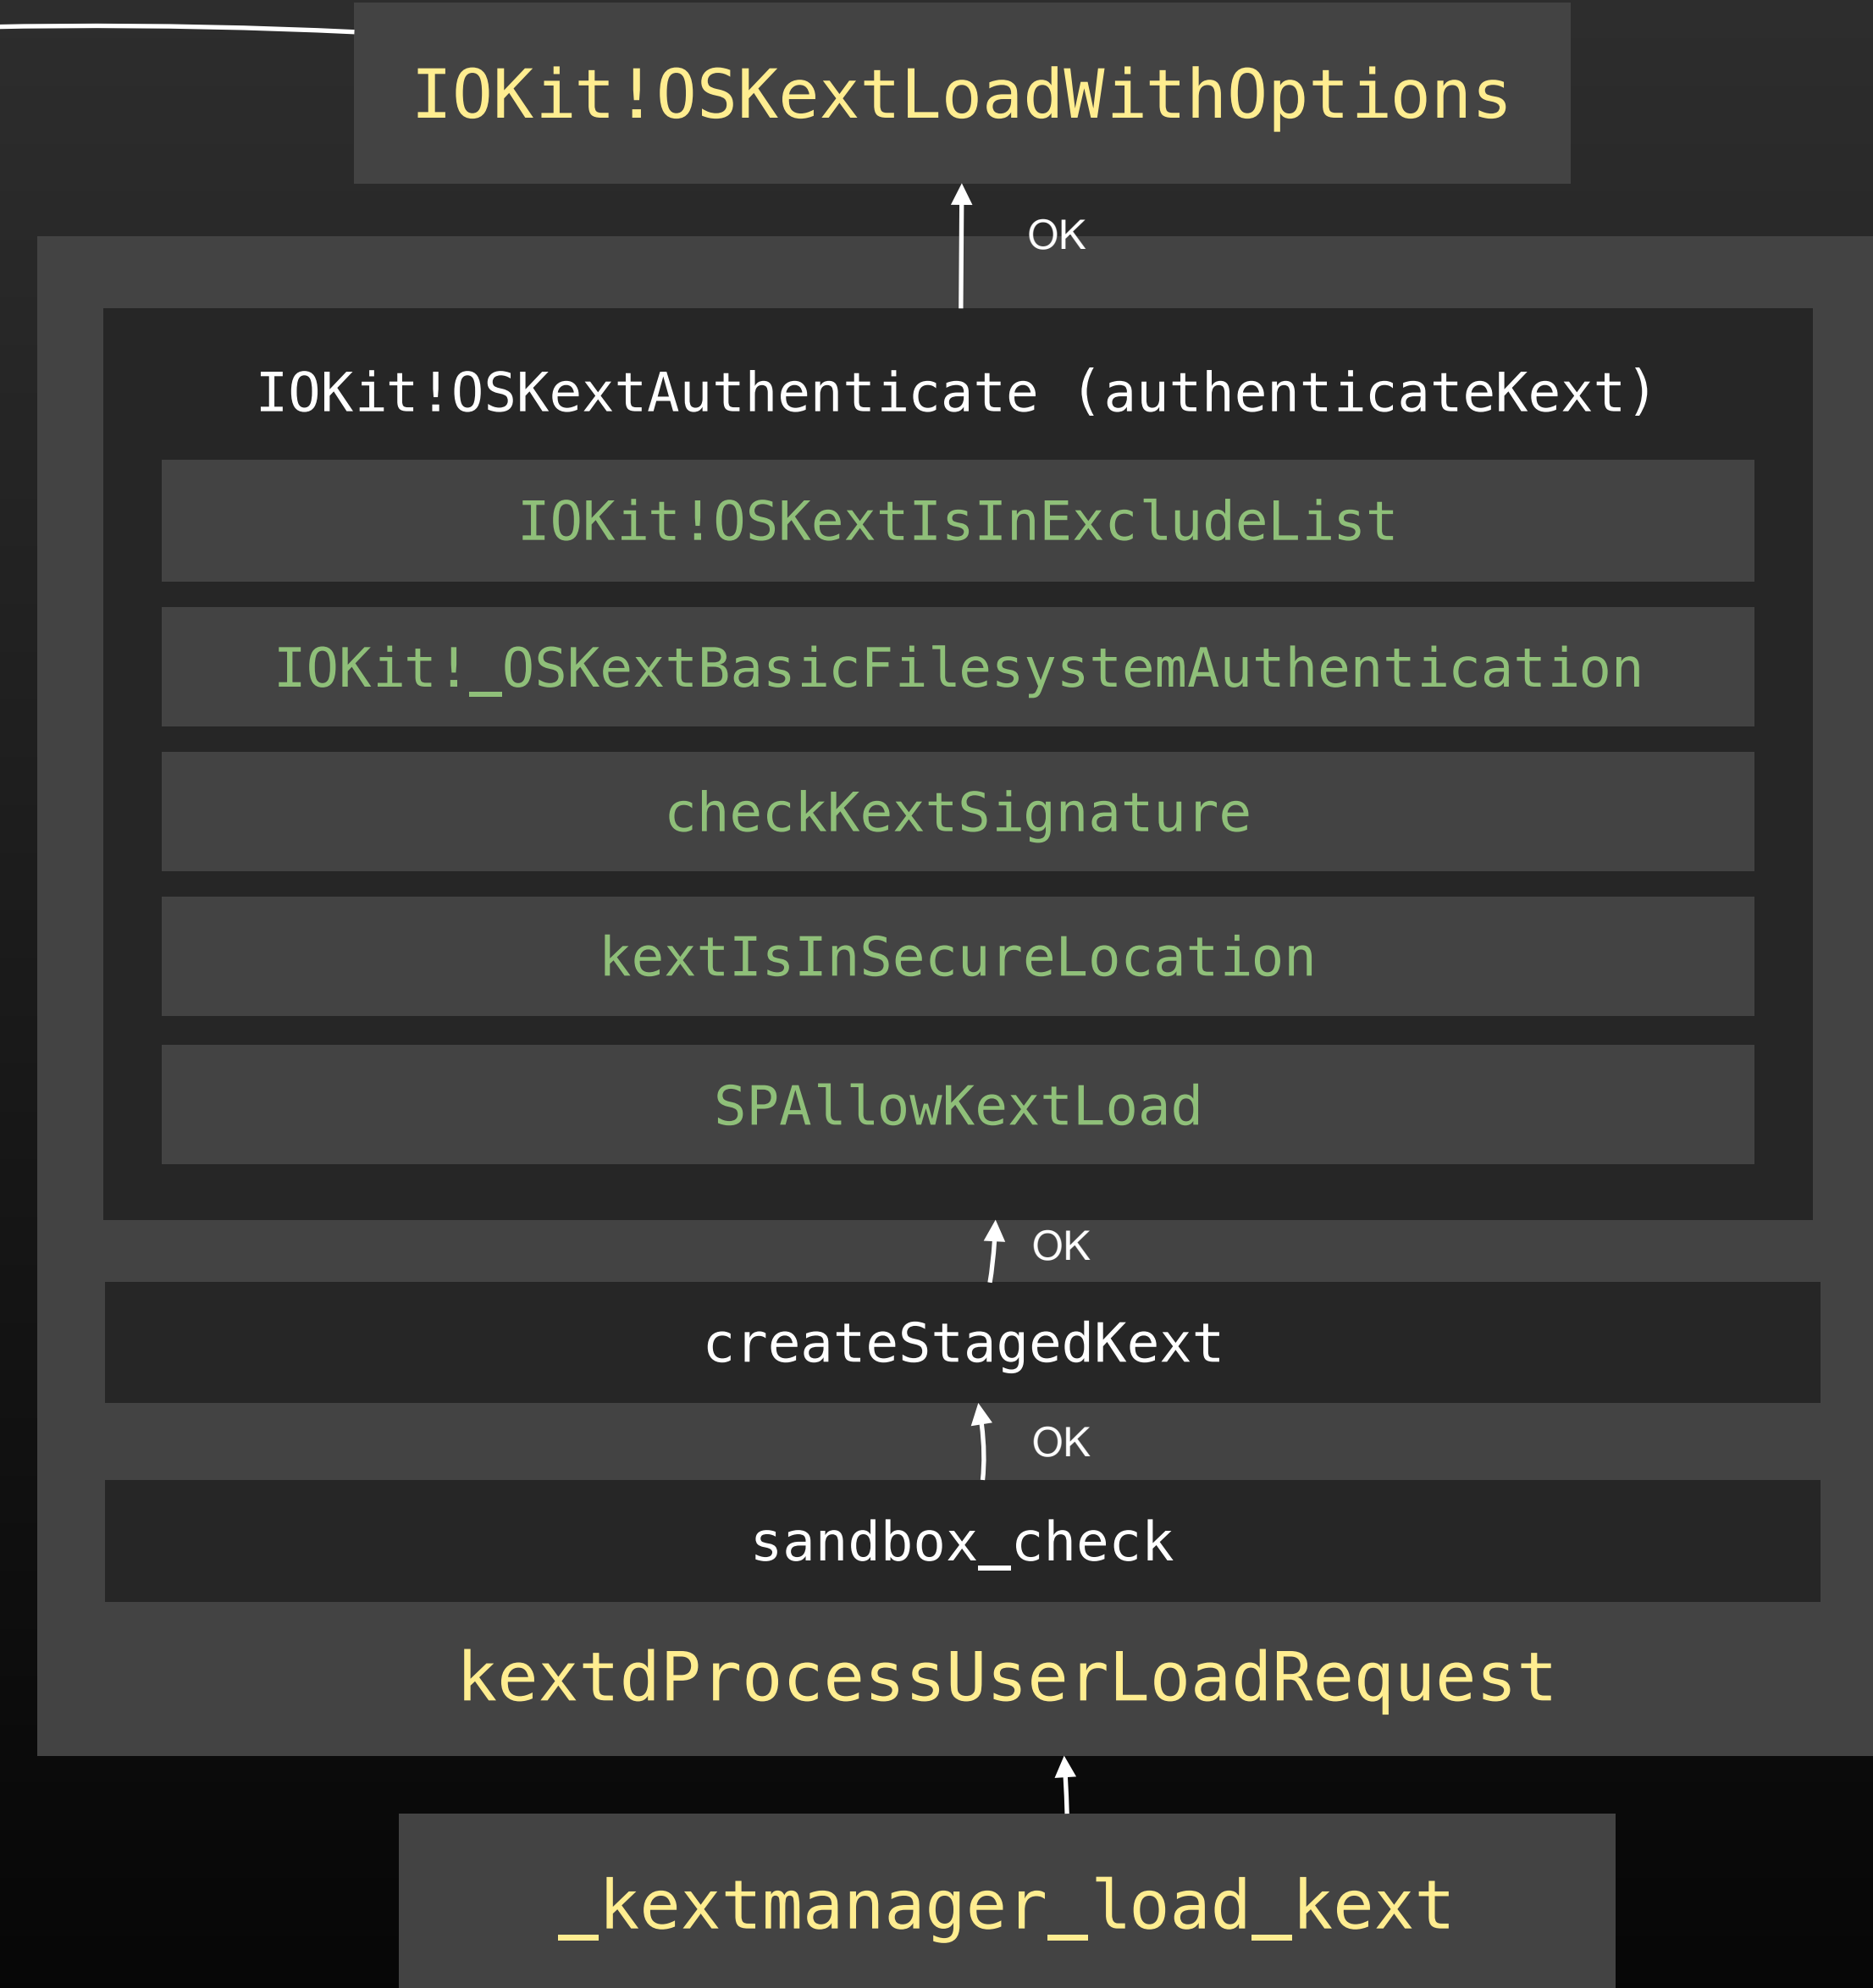 IOKit!OSKextLoadWithOptions
OK
IOKit!OSKextAuthenticate (authenticateKext)
IOKit!OSKextIsInExcludeList
IOKit!_OSKextBasicFilesystemAuthentication
checkKextSignature
kextIsInSecureLocation
SPAllowKextLoad
OK
createStagedKext
OK
sandbox_check
kextdProcessUserLoadRequest
_kextmanager_load_kext